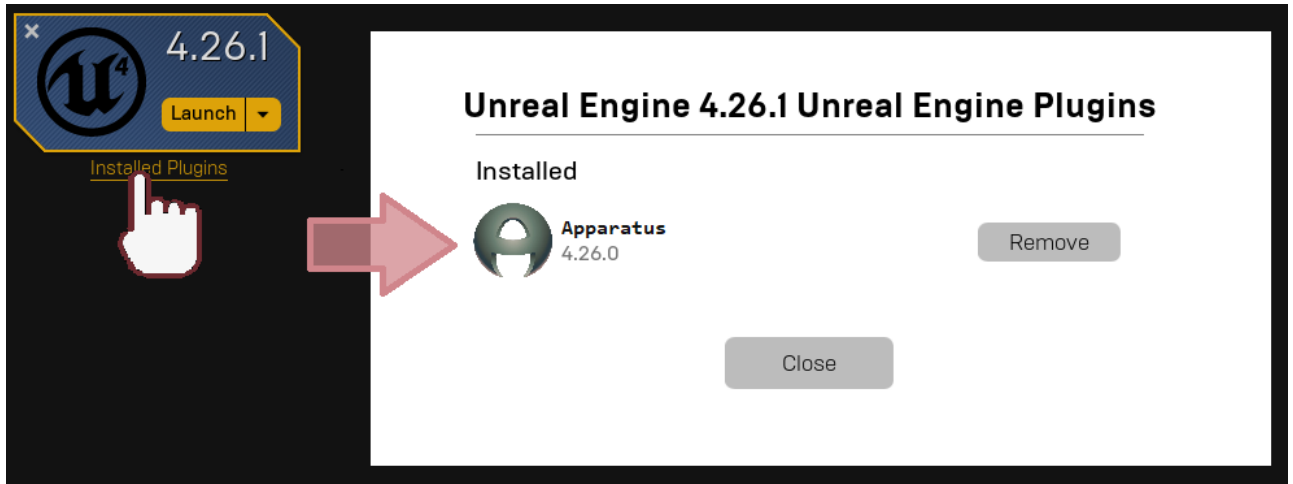 4.26.1
Launch
Installed Plugins
Unreal Engine 4.26.1 Unreal Engine Plugins
Installed
Apparatus
4.26.0
Remove
Close